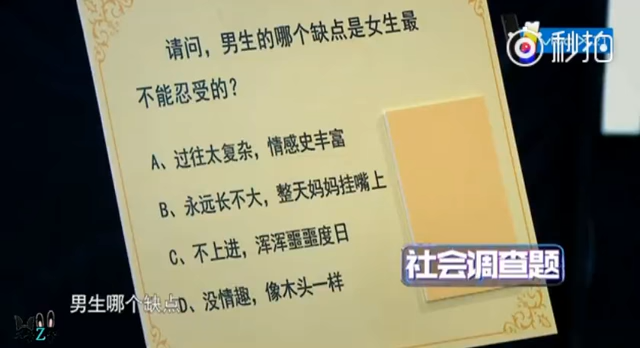 请问，男生的哪个缺点是女生最
不能忍受的？
秒拍
A、过往太复杂，情感史丰富
B、永远长不大，整天妈妈挂嘴上
C、不上进，浑浑噩噩度日
D、没情趣，像木头一样
社会调查题
男生哪个缺点
Z